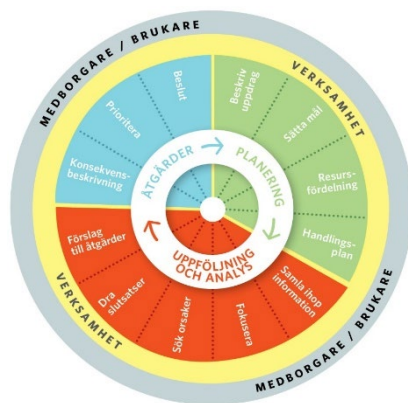 MEDBORGARE / BRUKARE
VERKSAMHET
Beskriv
uppdrag
Sätta mål
Resurs-
fördelning
Handlings-
plan
Samla ihop
information
Fokusera
Sök orsaker
Dra
slutsatser
Förslag
till åtgärder
Konsekvens-
beskrivning
Prioritera
Beslut
ÅTGÄRDER
PLANERING
UPPFÖLJNING
OCH ANALYS
VERKSAMHET
MEDBORGARE / BRUKARE